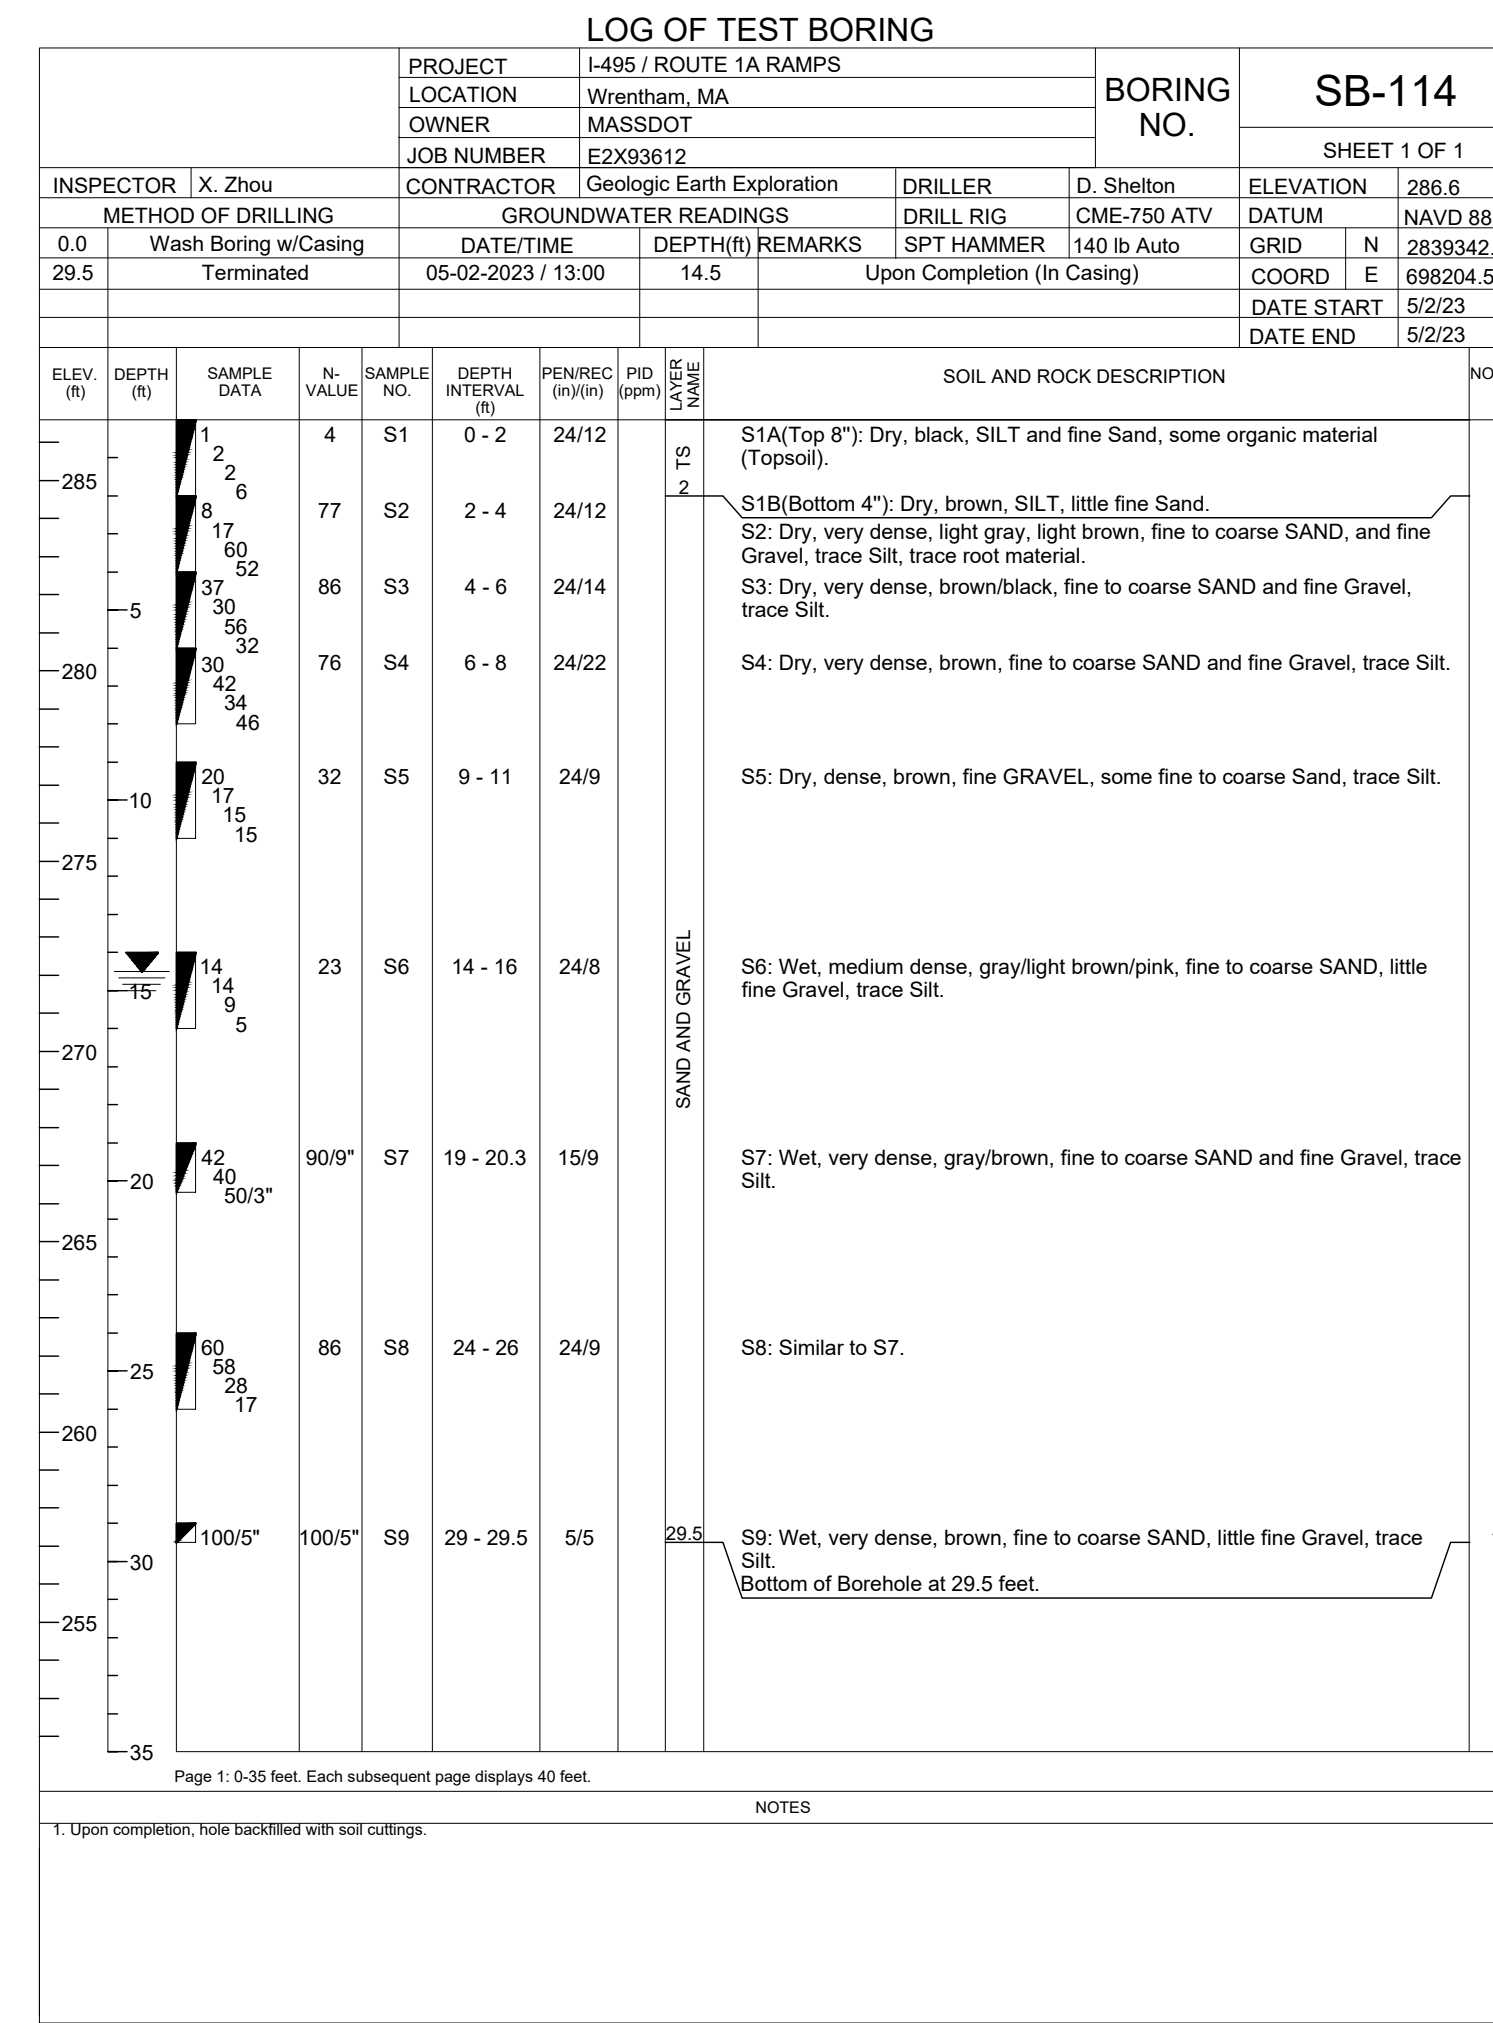 LOG OF TEST BORING
PROJECT I-495 / ROUTE 1A RAMPS
LOCATION Wrentham, MA
OWNER MASSDOT
JOB NUMBER E2X93612
BORING NO. SB-114
SHEET 1 OF 1
INSPECTOR X. Zhou CONTRACTOR Geologic Earth Exploration DRILLER D. Shelton ELEVATION 286.6
METHOD OF DRILLING GROUNDWATER READINGS DRILL RIG CME-750 ATV DATUM NAVD 88
0.0 Wash Boring w/Casing DATE/TIME DEPTH(ft) REMARKS SPT HAMMER 140 lb Auto GRID N 2839342.
29.5 Terminated 05-02-2023 / 13:00 14.5 Upon Completion (In Casing) COORD E 698204.5
DATE START 5/2/23
DATE END 5/2/23
ELEV. (ft) DEPTH (ft) SAMPLE DATA N-VALUE SAMPLE NO. DEPTH INTERVAL (ft) PEN/REC (in)/(in) PID (ppm) LAYER NAME SOIL AND ROCK DESCRIPTION NO
1 4 S1 0 - 2 24/12 S1A(Top 8"): Dry, black, SILT and fine Sand, some organic material
2 TS (Topsoil).
2
285
6 2
S1B(Bottom 4"): Dry, brown, SILT, little fine Sand.
8 77 S2 2 - 4 24/12
17 S2: Dry, very dense, light gray, light brown, fine to coarse SAND, and fine
60 Gravel, trace Silt, trace root material.
52
37 86 S3 4 - 6 24/14 S3: Dry, very dense, brown/black, fine to coarse SAND and fine Gravel,
5 30 trace Silt.
56
32
280 30 76 S4 6 - 8 24/22 S4: Dry, very dense, brown, fine to coarse SAND and fine Gravel, trace Silt.
42
34
46
20 32 S5 9 - 11 24/9 S5: Dry, dense, brown, fine GRAVEL, some fine to coarse Sand, trace Silt.
10 17
15
15
275
SAND AND GRAVEL
14 23 S6 14 - 16 24/8 S6: Wet, medium dense, gray/light brown/pink, fine to coarse SAND, little
15 14 fine Gravel, trace Silt.
9
5
270
42 90/9" S7 19 - 20.3 15/9 S7: Wet, very dense, gray/brown, fine to coarse SAND and fine Gravel, trace
20 40 Silt.
50/3"
265
60 86 S8 24 - 26 24/9 S8: Similar to S7.
25 58
28
17
260
100/5" 100/5" S9 29 - 29.5 5/5 29.5 S9: Wet, very dense, brown, fine to coarse SAND, little fine Gravel, trace
30 Silt.
Bottom of Borehole at 29.5 feet.
255
35
Page 1: 0-35 feet. Each subsequent page displays 40 feet.
NOTES
1. Upon completion, hole backfilled with soil cuttings.